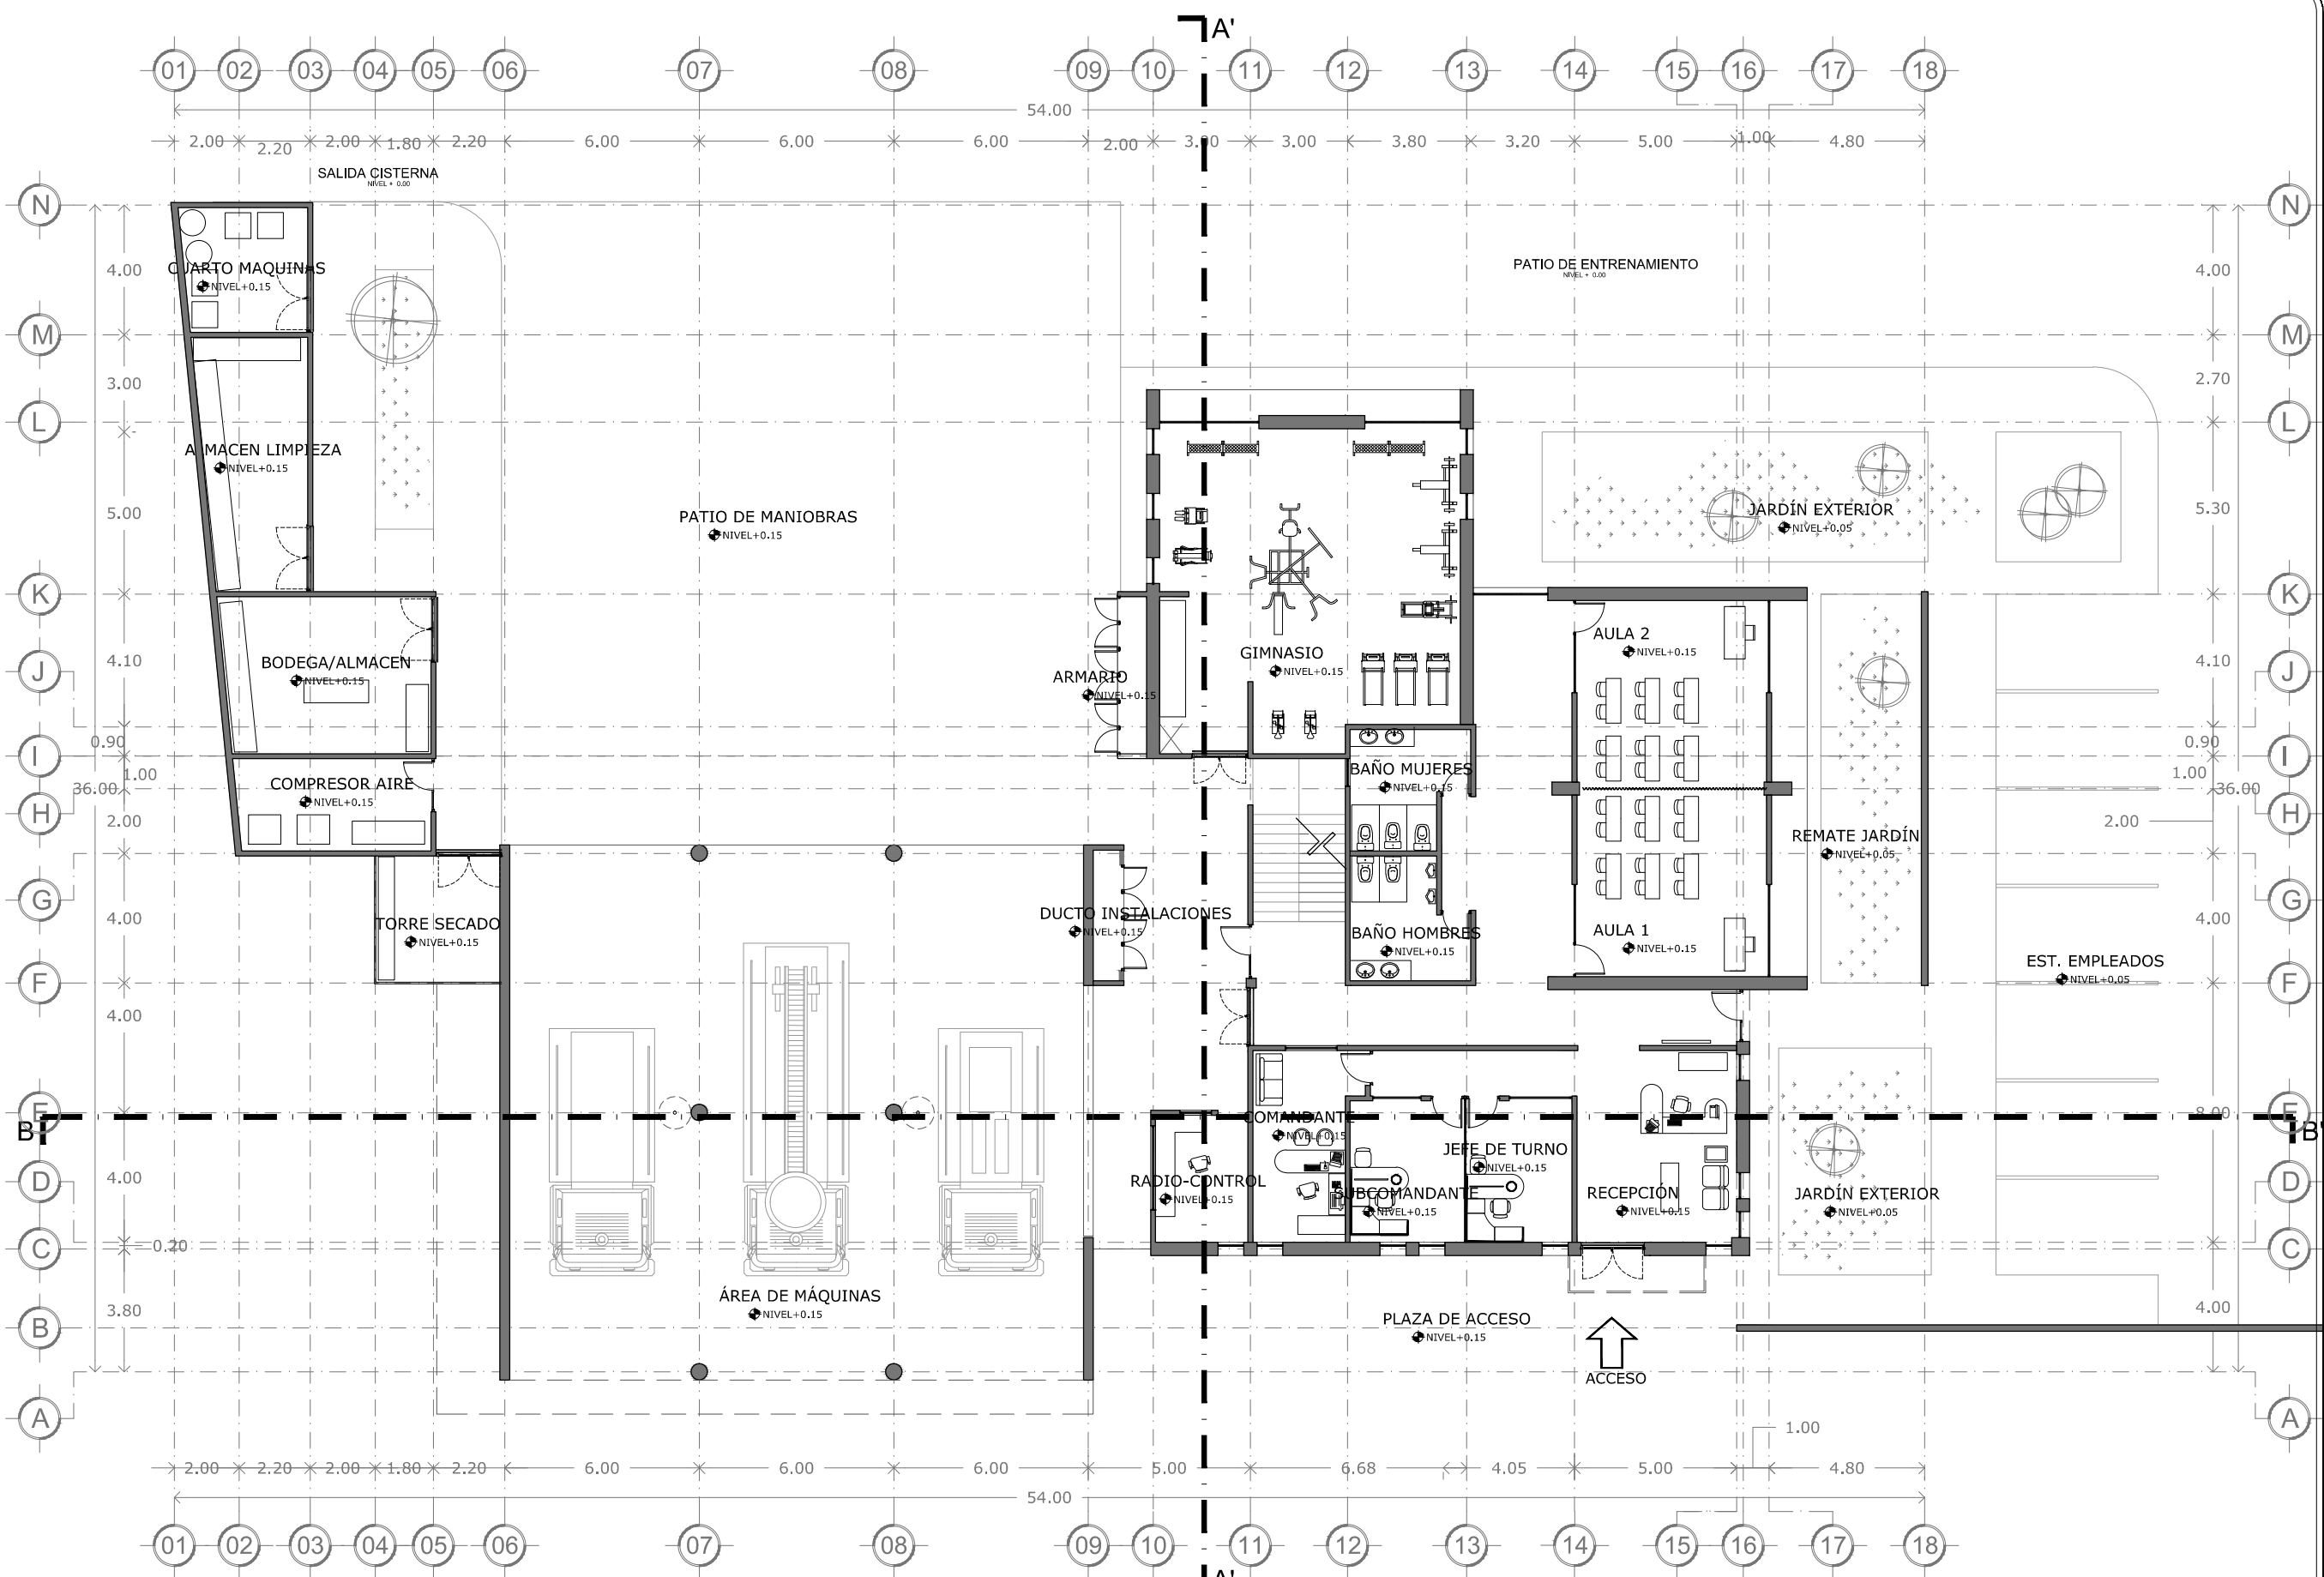 A'
01 02 03 04 05 06 07 08 09 10 11 12 13 14 15 16 17 18
54.00
2.00 2.20 2.00 1.80 2.20 6.00 6.00 6.00 2.00 3.00 3.00 3.80 3.20 5.00 1.00 4.80
SALIDA CISTERNA
NIVEL + 0.00
N
N
4.00
CUARTO MAQUINAS
NIVEL+0.15
PATIO DE ENTRENAMIENTO
NIVEL + 0.00
4.00
M
M
3.00
2.70
L
L
ALMACEN LIMPIEZA
NIVEL+0.15
5.00
PATIO DE MANIOBRAS
NIVEL+0.15
JARDÍN EXTERIOR
NIVEL+0.05
5.30
K
K
AULA 2
NIVEL+0.15
4.10
BODEGA/ALMACEN
NIVEL+0.15
GIMNASIO
NIVEL+0.15
4.10
J
J
ARMARIO
NIVEL+0.15
0.90
0.90
I
I
1.00
COMPRESOR AIRE
NIVEL+0.15
BAÑO MUJERES
NIVEL+0.15
1.00
36.00
36.00
H
H
2.00
2.00
REMATE JARDÍN
NIVEL+0.05
G
G
4.00
TORRE SECADO
NIVEL+0.15
DUCTO INSTALACIONES
NIVEL+0.15
BAÑO HOMBRES
NIVEL+0.15
AULA 1
NIVEL+0.15
4.00
EST. EMPLEADOS
NIVEL+0.05
F
F
4.00
E
E
8.00
B'
B'
COMANDANTE
NIVEL+0.15
JEFE DE TURNO
NIVEL+0.15
D
D
4.00
RADIO-CONTROL
NIVEL+0.15
SUBCOMANDANTE
NIVEL+0.15
RECEPCIÓN
NIVEL+0.15
JARDÍN EXTERIOR
NIVEL+0.05
C
C
0.20
ÁREA DE MÁQUINAS
NIVEL+0.15
3.80
4.00
PLAZA DE ACCESO
NIVEL+0.15
B
ACCESO
A
A
1.00
2.00 2.20 2.00 1.80 2.20 6.00 6.00 6.00 5.00 6.68 4.05 5.00 4.80
54.00
01 02 03 04 05 06 07 08 09 10 11 12 13 14 15 16 17 18
A'